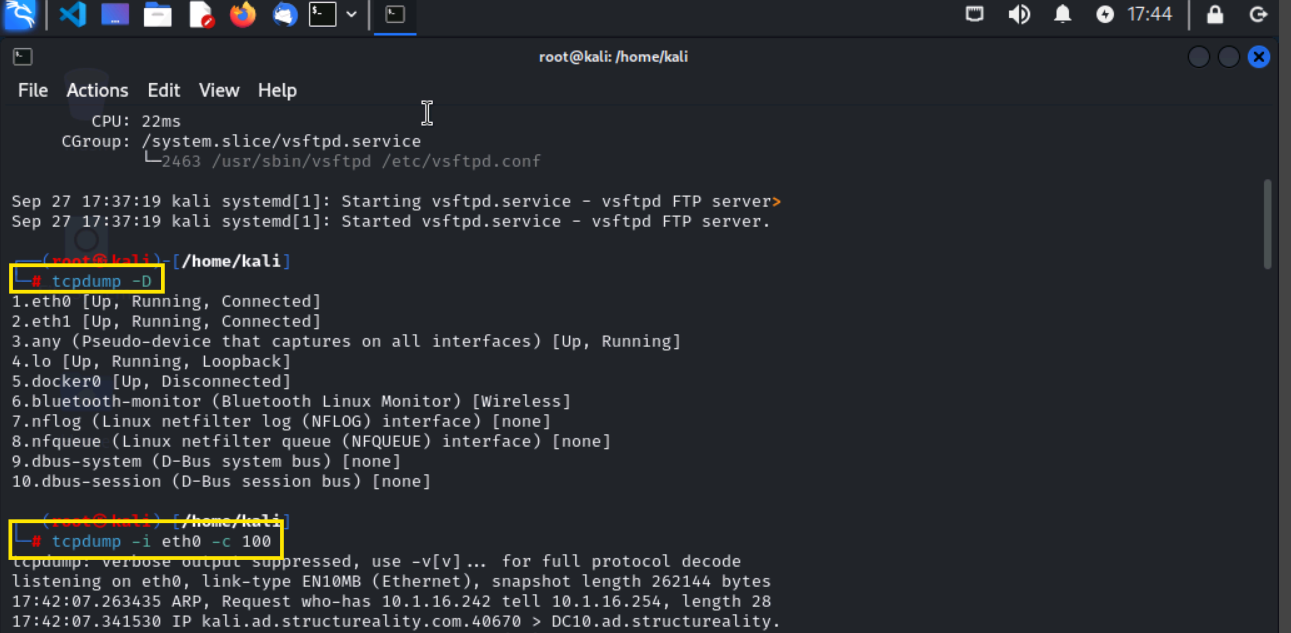 17:44
root@kali: /home/kali
File Actions Edit View Help
CPU: 22ms
CGroup: /system.slice/vsftpd.service
└─2463 /usr/sbin/vsftpd /etc/vsftpd.conf
Sep 27 17:37:19 kali systemd[1]: Starting vsftpd.service - vsftpd FTP server>
Sep 27 17:37:19 kali systemd[1]: Started vsftpd.service - vsftpd FTP server.
┌──(root㉿kali)-[/home/kali]
└─# tcpdump -D
1.eth0 [Up, Running, Connected]
2.eth1 [Up, Running, Connected]
3.any (Pseudo-device that captures on all interfaces) [Up, Running]
4.lo [Up, Running, Loopback]
5.docker0 [Up, Disconnected]
6.bluetooth-monitor (Bluetooth Linux Monitor) [Wireless]
7.nflog (Linux netfilter log (NFLOG) interface) [none]
8.nfqueue (Linux netfilter queue (NFQUEUE) interface) [none]
9.dbus-system (D-Bus system bus) [none]
10.dbus-session (D-Bus session bus) [none]
┌──(root㉿kali)-[/home/kali]
└─# tcpdump -i eth0 -c 100
tcpdump: verbose output suppressed, use -v[v]... for full protocol decode
listening on eth0, link-type EN10MB (Ethernet), snapshot length 262144 bytes
17:42:07.263435 ARP, Request who-has 10.1.16.242 tell 10.1.16.254, length 28
17:42:07.341530 IP kali.ad.structureality.com.40670 > DC10.ad.structureality.